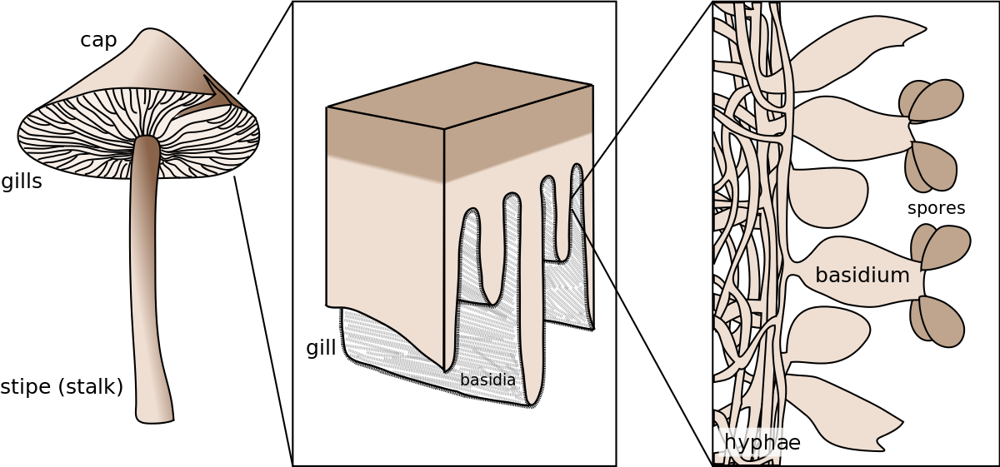 cap
gills
stipe (stalk)
gill
basidia
spores
basidium
hyphae